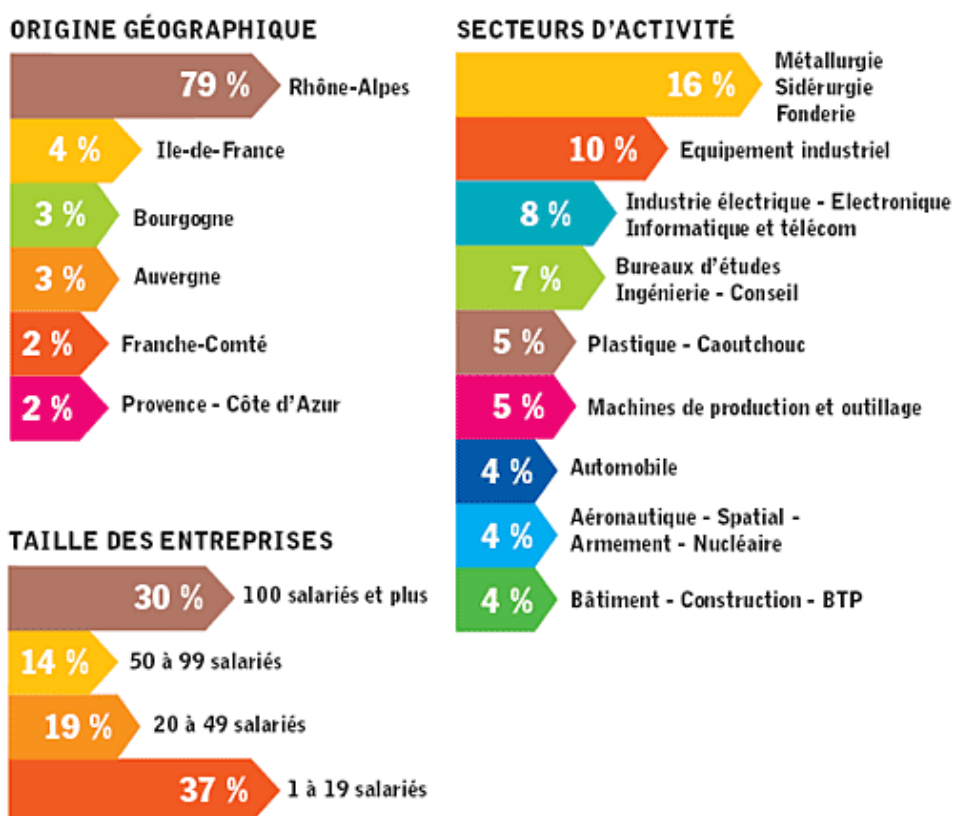 ORIGINE GÉOGRAPHIQUE
79 % Rhône-Alpes
4 % Ile-de-France
3 % Bourgogne
3 % Auvergne
2 % Franche-Comté
2 % Provence - Côte d'Azur
TAILLE DES ENTREPRISES
30 % 100 salariés et plus
14 % 50 à 99 salariés
19 % 20 à 49 salariés
37 % 1 à 19 salariés
SECTEURS D'ACTIVITÉ
16 % Métallurgie
Sidérurgie
Fonderie
10 % Equipement industriel
8 % Industrie électrique - Electronique
Informatique et télécom
7 % Bureaux d'études
Ingénierie - Conseil
5 % Plastique - Caoutchouc
5 % Machines de production et outillage
4 % Automobile
4 % Aéronautique - Spatial -
Armement - Nucléaire
4 % Bâtiment - Construction - BTP